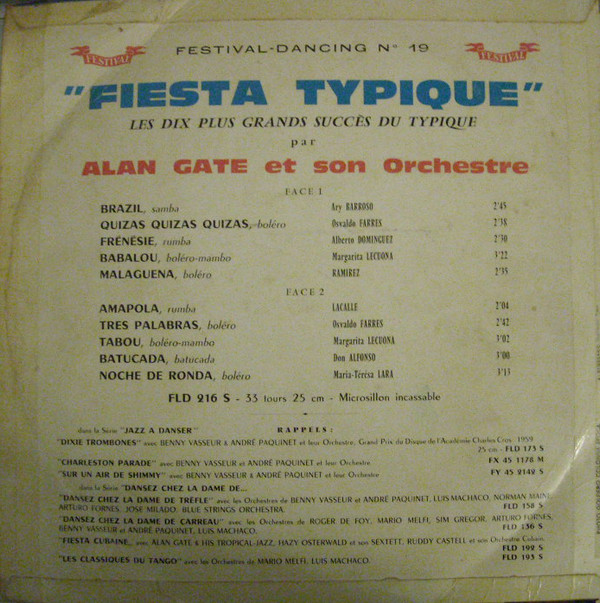 FESTIVAL
FESTIVAL-DANCING N° 19
FESTIVAL
"FIESTA TYPIQUE"
LES DIX PLUS GRANDS SUCCÈS DU TYPIQUE
par
ALAN GATE et son Orchestre
FACE 1
BRAZIL, samba Ary BARROSO 2'45
QUIZAS QUIZAS QUIZAS, boléro Osvaldo FARRES 2'38
FRÉNÉSIE, rumba Alberto DOMINGUEZ 2'30
BABALOU, boléro-mambo Margarita LECUONA 3'22
MALAGUENA, boléro RAMIREZ 2'35
FACE 2
AMAPOLA, rumba LACALLE 2'04
TRES PALABRAS, boléro Osvaldo FARRES 2'42
TABOU, boléro-mambo Margarita LECUONA 3'02
BATUCADA, batucada Don ALFONSO 3'00
NOCHE DE RONDA, boléro Maria-Térésa LARA 3'13
FLD 216 S - 33 tours 25 cm - Microsillon incassable
dans la Série "JAZZ A DANSER" RAPPELS :
"DIXIE TROMBONES" avec BENNY VASSEUR & ANDRÉ PAQUINET et leur Orchestre, Grand Prix du Disque de l'Académie Charles Cros 1959
25 cm - FLD 175 S
"CHARLESTON PARADE" avec BENNY VASSEUR et ANDRÉ PAQUINET et leur Orchestre FX 45 1178 M
"SUR UN AIR DE SHIMMY" avec BENNY VASSEUR & ANDRÉ PAQUINET et leur Orchestre FY 45 2142 S
dans la Série "DANSEZ CHEZ LA DAME DE...
"DANSEZ CHEZ LA DAME DE TRÈFLE" avec les Orchestres de BENNY VASSEUR et ANDRÉ PAQUINET, LUIS MACHACO, NORMAN MAINE,
ARTURO FORNES, JOSE MILADO, BLUE STRINGS ORCHESTRA. FLD 158 S
"DANSEZ CHEZ LA DAME DE CARREAU" avec les Orchestres de ROGER DE FOY, MARIO MELFI, SIM GREGOR, ARTURO FORNES,
BENNY VASSEUR et ANDRÉ PAQUINET, LUIS MACHACO. FLD 136 S
"FIESTA CUBAINE,, avec ALAN GATE & HIS TROPICAL-JAZZ, HAZY OSTERWALD et son SEXTETT, RUDDY CASTELL et son Orchestre Cubain.
FLD 192 S
"LES CLASSIQUES DU TANGO" avec les Orchestres de MARIO MELFI, LUIS MACHACO. FLD 193 S